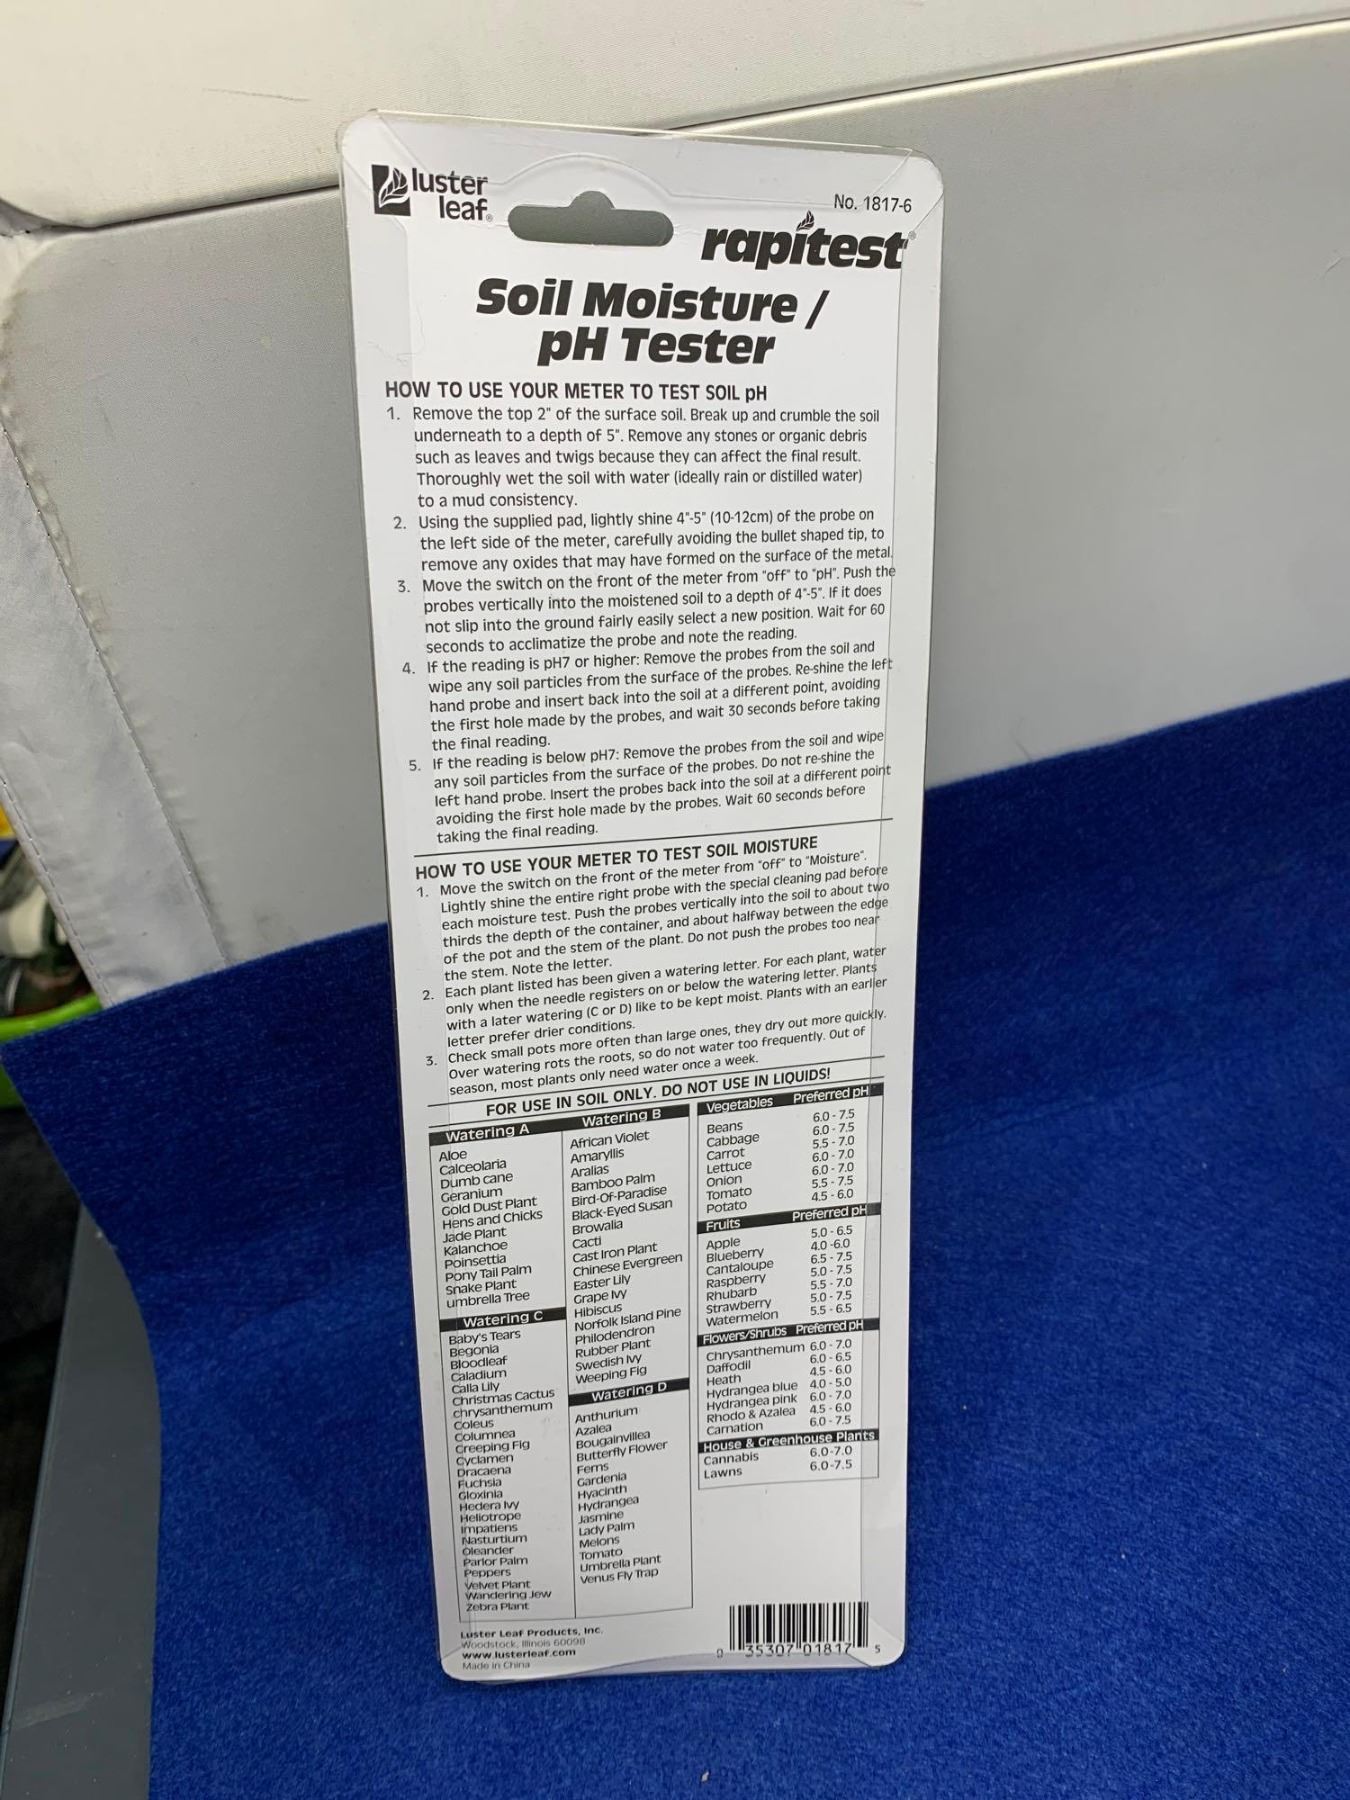 luster
leaf®
No. 1817-6
rapitest®
Soil Moisture /
pH Tester
HOW TO USE YOUR METER TO TEST SOIL pH
1. Remove the top 2" of the surface soil. Break up and crumble the soil
underneath to a depth of 5". Remove any stones or organic debris
such as leaves and twigs because they can affect the final result.
Thoroughly wet the soil with water (ideally rain or distilled water)
to a mud consistency.
2. Using the supplied pad, lightly shine 4"-5" (10-12cm) of the probe on
the left side of the meter, carefully avoiding the bullet shaped tip, to
remove any oxides that may have formed on the surface of the metal.
3. Move the switch on the front of the meter from "off" to "pH". Push the
probes vertically into the moistened soil to a depth of 4"-5". If it does
not slip into the ground fairly easily select a new position. Wait for 60
seconds to acclimatize the probe and note the reading.
4. If the reading is pH7 or higher: Remove the probes from the soil and
wipe any soil particles from the surface of the probes. Re-shine the left
hand probe and insert back into the soil at a different point, avoiding
the first hole made by the probes, and wait 30 seconds before taking
the final reading.
5. If the reading is below pH7: Remove the probes from the soil and wipe
any soil particles from the surface of the probes. Do not re-shine the
left hand probe. Insert the probes back into the soil at a different point
avoiding the first hole made by the probes. Wait 60 seconds before
taking the final reading.
HOW TO USE YOUR METER TO TEST SOIL MOISTURE
1. Move the switch on the front of the meter from "off" to "Moisture".
Lightly shine the entire right probe with the special cleaning pad before
each moisture test. Push the probes vertically into the soil to about two
thirds the depth of the container, and about halfway between the edge
of the pot and the stem of the plant. Do not push the probes too near
the stem. Note the letter.
2. Each plant listed has been given a watering letter. For each plant, water
only when the needle registers on or below the watering letter. Plants
with a later watering (C or D) like to be kept moist. Plants with an earlier
letter prefer drier conditions.
3. Check small pots more often than large ones, they dry out more quickly.
Over watering rots the roots, so do not water too frequently. Out of
season, most plants only need water once a week.
FOR USE IN SOIL ONLY. DO NOT USE IN LIQUIDS!
Watering A
Aloe
Calceolaria
Dumb cane
Geranium
Gold Dust Plant
Hens and Chicks
Jade Plant
Kalanchoe
Poinsettia
Pony Tail Palm
Snake Plant
umbrella Tree
Watering C
Baby's Tears
Begonia
Bloodleaf
Caladium
Calla Lily
Christmas Cactus
chrysanthemum
Coleus
Columnea
Creeping Fig
Cyclamen
Dracaena
Fuchsia
Gloxinia
Hedera Ivy
Heliotrope
Impatiens
Nasturtium
Oleander
Parlor Palm
Peppers
Velvet Plant
Wandering Jew
Zebra Plant
Watering B
African Violet
Amaryllis
Aralias
Bamboo Palm
Bird-Of-Paradise
Black-Eyed Susan
Browalia
Cacti
Cast Iron Plant
Chinese Evergreen
Easter Lily
Grape Ivy
Hibiscus
Norfolk Island Pine
Philodendron
Rubber Plant
Swedish Ivy
Weeping Fig
Watering D
Anthurium
Azalea
Bougainvillea
Butterfly Flower
Ferns
Gardenia
Hyacinth
Hydrangea
Jasmine
Lady Palm
Melons
Tomato
Umbrella Plant
Venus Fly Trap
Vegetables Preferred pH
Beans 6.0 - 7.5
Cabbage 6.0 - 7.5
Carrot 5.5 - 7.0
Lettuce 6.0 - 7.0
Onion 6.0 - 7.0
Tomato 5.5 - 7.5
Potato 4.5 - 6.0
Fruits Preferred pH
Apple 5.0 - 6.5
Blueberry 4.0 -6.0
Cantaloupe 6.5 - 7.5
Raspberry 5.0 - 7.5
Rhubarb 5.5 - 7.0
Strawberry 5.0 - 7.5
Watermelon 5.5 - 6.5
Flowers/Shrubs Preferred pH
Chrysanthemum 6.0 - 7.0
Daffodil 6.0 - 6.5
Heath 4.5 - 6.0
Hydrangea blue 4.0 - 5.0
Hydrangea pink 6.0 - 7.0
Rhodo & Azalea 4.5 - 6.0
Carnation 6.0 - 7.5
House & Greenhouse Plants
Cannabis 6.0-7.0
Lawns 6.0-7.5
Luster Leaf Products, Inc.
Woodstock, Illinois 60098
www.lusterleaf.com
Made in China
0 35307 01817 5